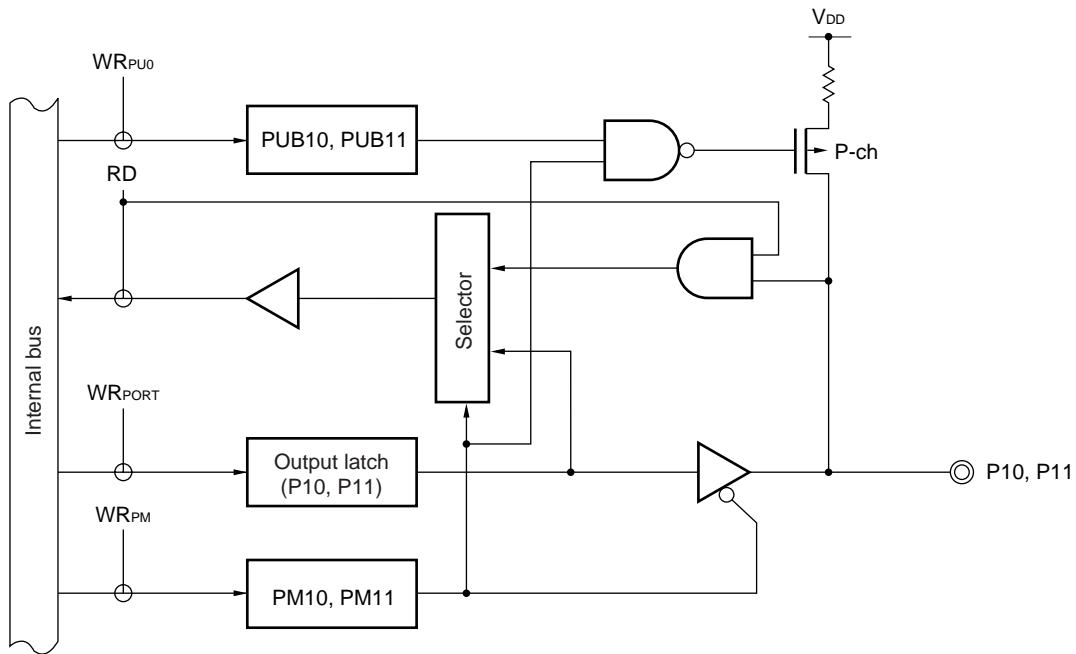 VDD
WRPU0
PUB10, PUB11
P-ch
RD
Selector
Internal bus
WRPORT
Output latch
(P10, P11)
P10, P11
WRPM
PM10, PM11